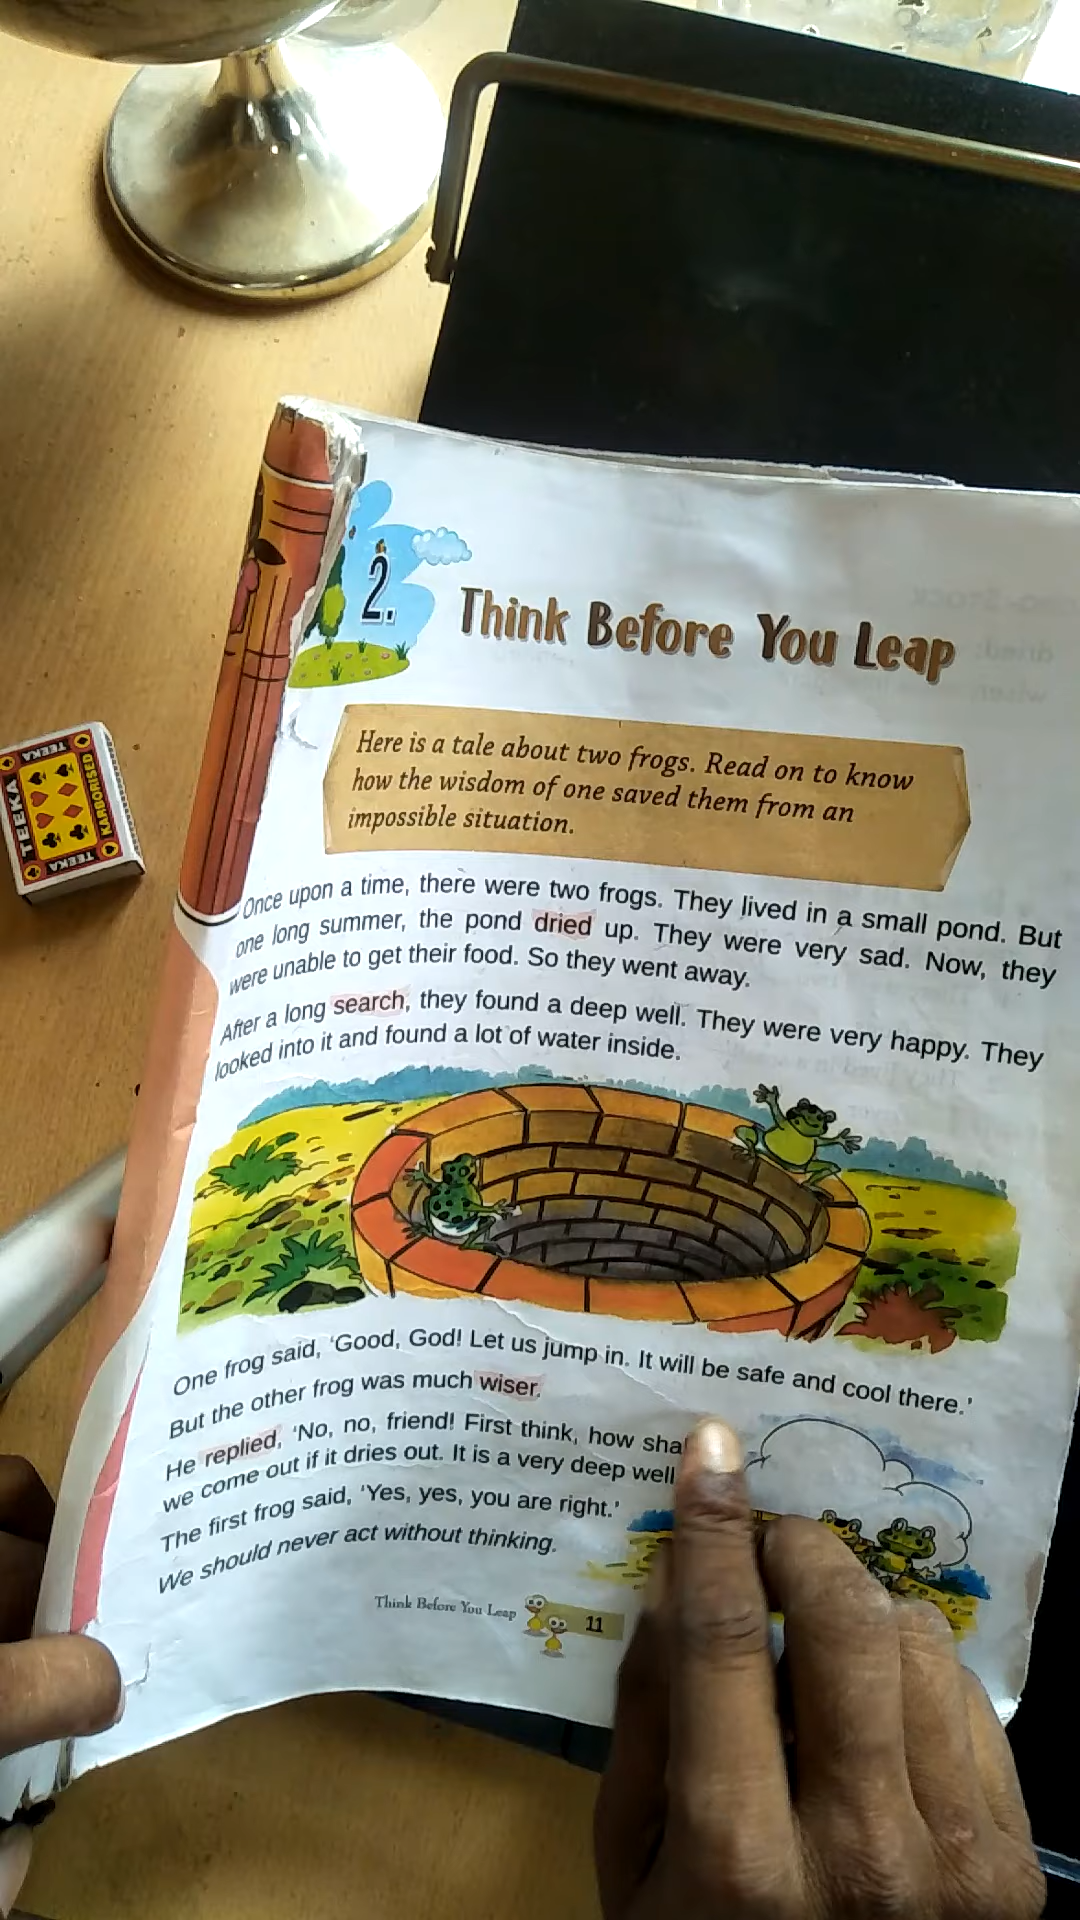 2.
Think Before You Leap
Here is a tale about two frogs. Read on to know
how the wisdom of one saved them from an
impossible situation.
Once upon a time, there were two frogs. They lived in a small pond. But
one long summer, the pond dried up. They were very sad. Now, they
were unable to get their food. So they went away.
After a long search, they found a deep well. They were very happy. They
looked into it and found a lot of water inside.
One frog said, 'Good, God! Let us jump in. It will be safe and cool there.'
But the other frog was much wiser.
He replied, 'No, no, friend! First think, how
we come out if it dries out. It is a very deep well
The first frog said, 'Yes, yes, you are right.'
We should never act without thinking.
Think Before You Leap 11
TEEKA
TEEKA
KARBORISED
TEEKA